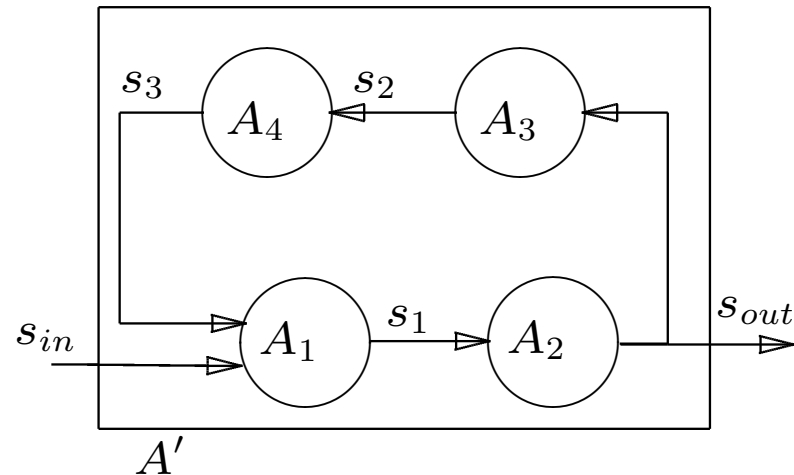 s₃
s₂
A₄
A₃
s_in
s₁
s_out
A₁
A₂
A′